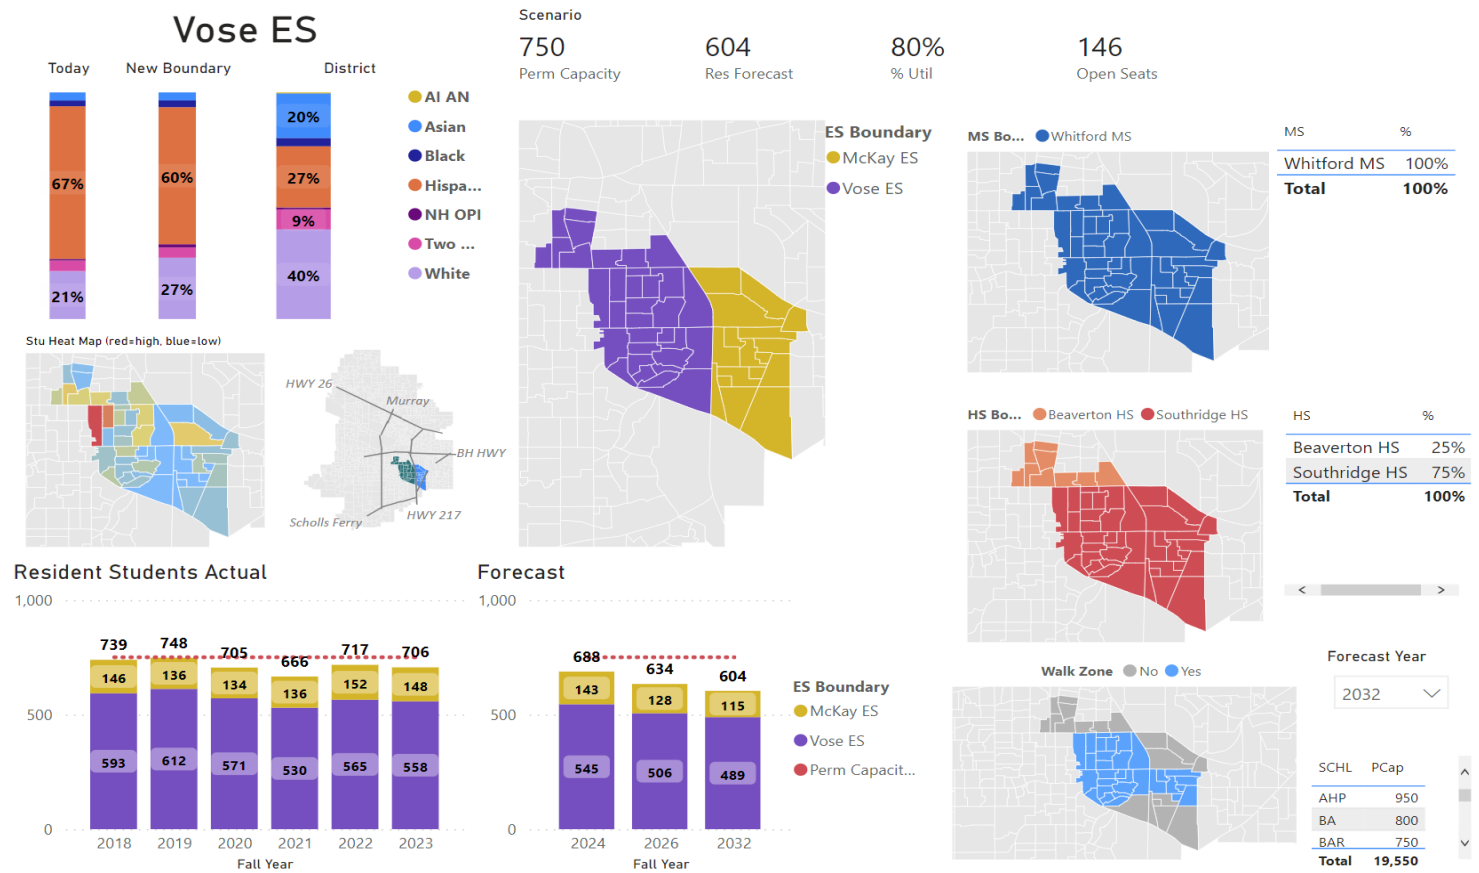 Vose ES
Today
New Boundary
District
67%
21%
60%
27%
20%
27%
9%
40%
AI AN
Asian
Black
Hispa...
NH OPI
Two ...
White
Scenario
750
Perm Capacity
604
Res Forecast
80%
% Util
146
Open Seats
ES Boundary
McKay ES
Vose ES
MS Bo...
Whitford MS
MS %
Whitford MS 100%
Total 100%
Stu Heat Map (red=high, blue=low)
HWY 26
Murray
BH HWY
Scholls Ferry
HWY 217
HS Bo...
Beaverton HS
Southridge HS
HS %
Beaverton HS 25%
Southridge HS 75%
Total 100%
Resident Students Actual
1,000
500
0
739
748
705
666
717
706
146
136
134
136
152
148
593
612
571
530
565
558
2018
2019
2020
2021
2022
2023
Fall Year
Forecast
1,000
500
0
688
634
604
143
128
115
545
506
489
2024
2026
2032
Fall Year
ES Boundary
McKay ES
Vose ES
Perm Capacit...
Walk Zone
No
Yes
Forecast Year
2032
SCHL PCap
AHP 950
BA 800
BAR 750
Total 19,550